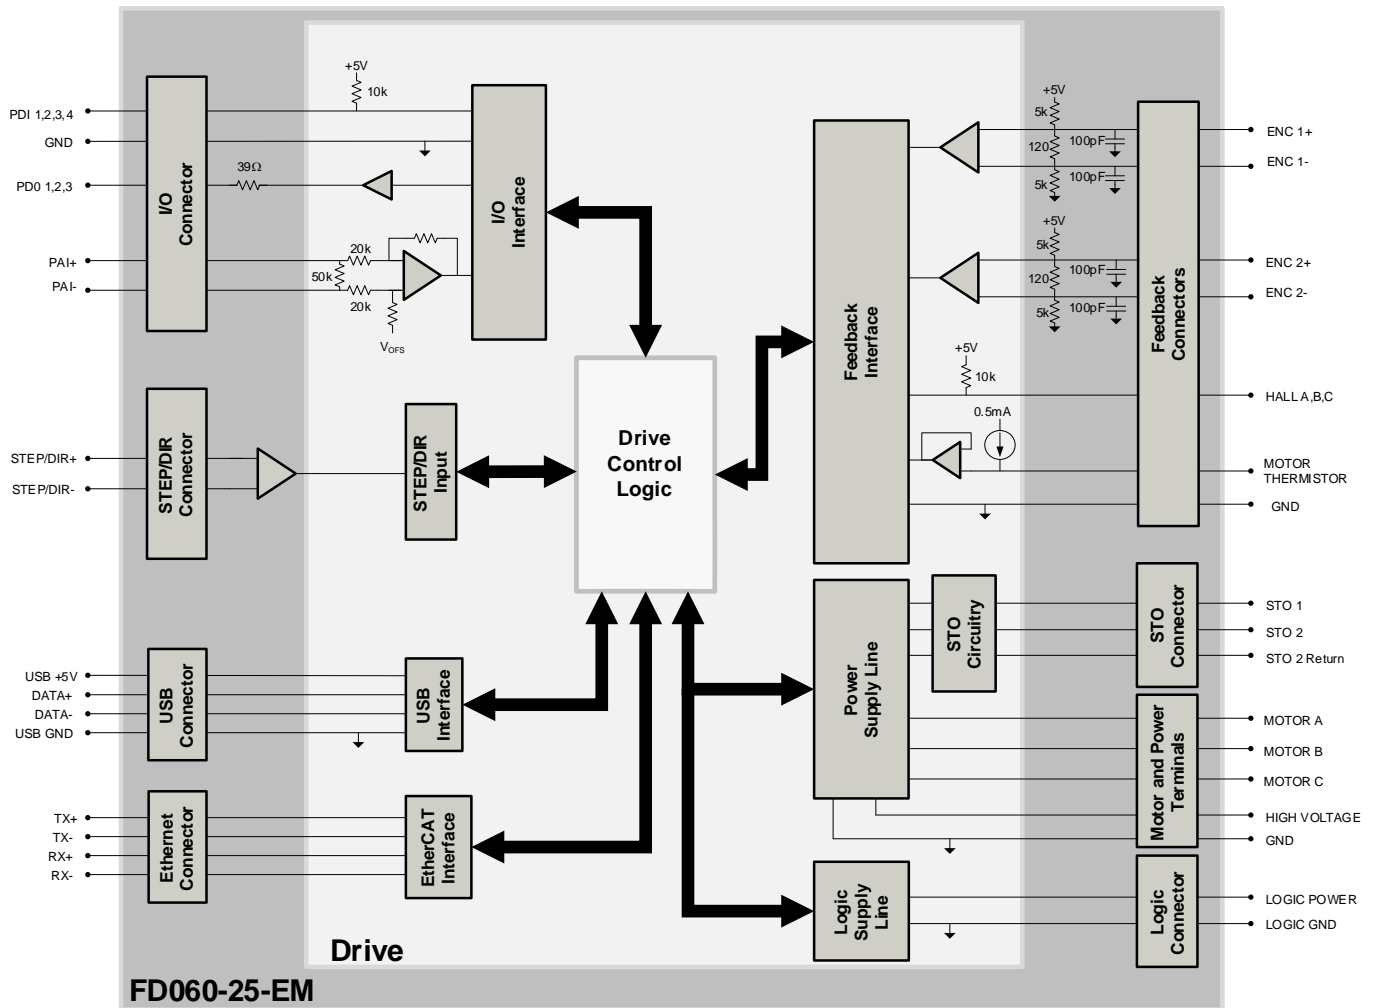 PDI 1,2,3,4
GND
PD0 1,2,3
PAI+
PAI-
I/O
Connector
+5V
10k
39Ω
20k
50k
20k
VOFS
I/O
Interface
STEP/DIR+
STEP/DIR-
STEP/DIR
Connector
STEP/DIR
Input
USB +5V
DATA+
DATA-
USB GND
USB
Connector
USB
Interface
TX+
TX-
RX+
RX-
Ethernet
Connector
EtherCAT
Interface
Drive
Control
Logic
Feedback
Interface
+5V
5k
120
5k
100pF
100pF
+5V
5k
120
5k
100pF
100pF
+5V
10k
0.5mA
Feedback
Connectors
ENC 1+
ENC 1-
ENC 2+
ENC 2-
HALL A,B,C
MOTOR
THERMISTOR
GND
Power
Supply Line
STO
Circuitry
STO
Connector
STO 1
STO 2
STO 2 Return
Motor and Power
Terminals
MOTOR A
MOTOR B
MOTOR C
HIGH VOLTAGE
GND
Logic
Supply
Line
Logic
Connector
LOGIC POWER
LOGIC GND
Drive
FD060-25-EM